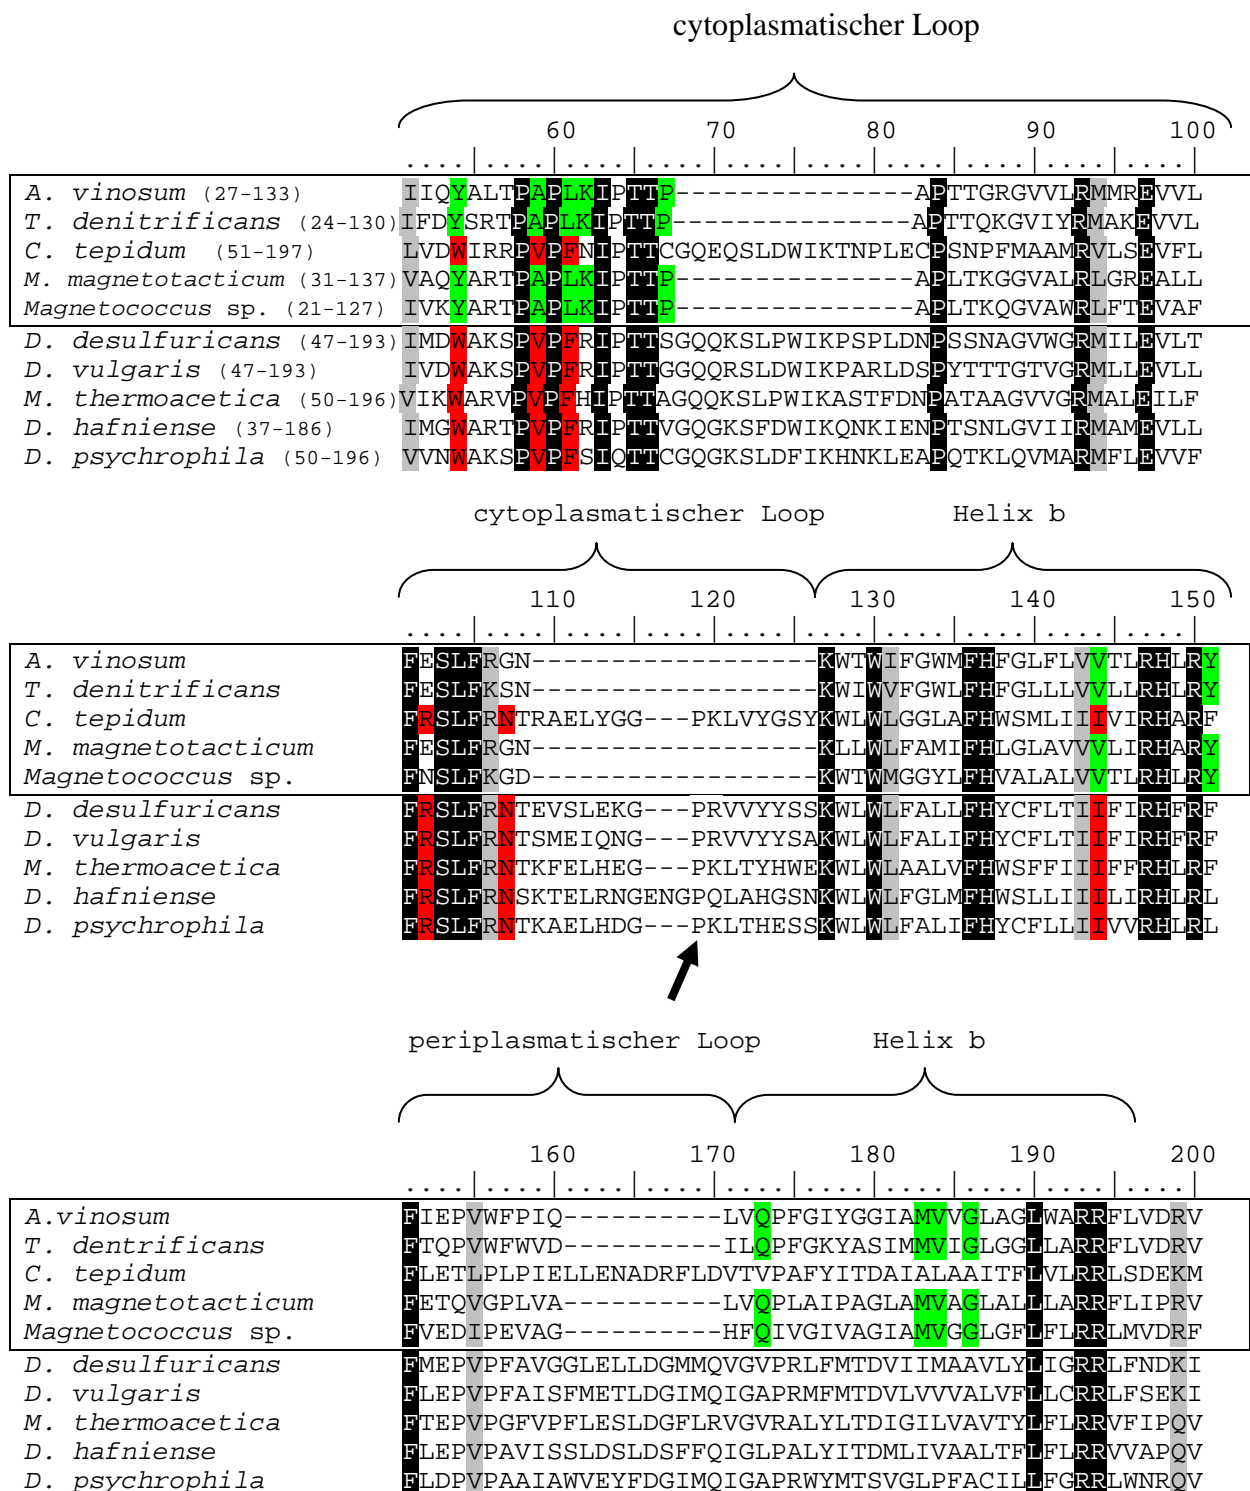 cytoplasmatischer Loop
60 70 80 90 100
....|....|....|....|....|....|....|....|....|....|
A. vinosum (27-133) IIQYALTPAPLKIPTTP---------------APTTGRGVVLRMMREVVL
T. denitrificans (24-130) IFDYSRTPAPLKIPTTP---------------APTTQKGVIYRMAKEVVL
C. tepidum (51-197) LVDWIRRPVPFNIPTTCGQEQSLDWIKTNPLECPSNPFMAAMRVLSEVFL
M. magnetotacticum (31-137) VAQYARTPAPLKIPTTP---------------APLTKGGVALRLGREALL
Magnetococcus sp. (21-127) IVKYARTPAPLKIPTTP---------------APLTKQGVAWRLFTEVAF
D. desulfuricans (47-193) IMDWAKSPVPFRIPTTSGQQKSLPWIKPSPLDNPSSNAGVWGRMILEVLT
D. vulgaris (47-193) IVDWAKSPVPFRIPTTGGQQRSLDWIKPARLDSPYTTTGTVGRMLLEVLL
M. thermoacetica (50-196) VIKWARVPVPFHIPTTAGQQKSLPWIKASTFDNPATAAGVVGRMALEILF
D. hafniense (37-186) IMGWARTPVPFRIPTTVGQGKSFDWIKQNKIENPTSNLGVIIRMAMEVLL
D. psychrophila (50-196) VVNWAKSPVPFSIQTTCGQGKSLDFIKHNKLEAPQTKLQVMARMFLEVVF
cytoplasmatischer Loop Helix b
110 120 130 140 150
....|....|....|....|....|....|....|....|....|....|
A. vinosum FESLFRGN------------------KWTWIFGWMFHFGLFLVVTLRHLRY
T. denitrificans FESLFKSN------------------KWIWVFGWLFHFGLLLVVLLRHLRY
C. tepidum FRSLFRNTRAELYGG---PKLVYGSYKWLWLGGLAFHWSMLIIIVIRHARF
M. magnetotacticum FESLFRGN------------------KLLWLFAMIFHLGLAVVVLIRHARY
Magnetococcus sp. FNSLFKGD------------------KWTWMGGYLFHVALALVVTLRHLRY
D. desulfuricans FRSLFRNTEVSLEKG---PRVVYYSSKWLWLFALLFHYCFLTIIFIRHFRF
D. vulgaris FRSLFRNTSMEIQNG---PRVVYYSAKWLWLFALIFHYCFLTIIFIRHFRF
M. thermoacetica FRSLFRNTKFELHEG---PKLTYHWEKWLWLAALVFHWSFFIIIFFRHLRF
D. hafniense FRSLFRNSKTELRNGENGPQLAHGSNKWLWLFGLMFHWSLLIIILIRHLRL
D. psychrophila FRSLFRNTKAELHDG---PKLTHESSKWLWLFALIFHYCFLLIIVVRHLRL
periplasmatischer Loop Helix b
160 170 180 190 200
....|....|....|....|....|....|....|....|....|....|
A.vinosum FIEPVWFPIQ----------LVQPFGIYGGIAMVVGLAGLWARRFLVDRV
T. dentrificans FTQPVWFWVD----------ILQPFGKYASIMMVIGLGGLLARRFLVDRV
C. tepidum FLETLPLPIELLENADRFLDVTVPAFYITDAIALAAITFLVLRRLSDEKM
M. magnetotacticum FETQVGPLVA----------LVQPLAIPAGLAMVAGLALLLARRFLIPRV
Magnetococcus sp. FVEDIPEVAG----------HFQIVGIVAGIAMVGGLGFLFLRRLMVDRF
D. desulfuricans FMEPVPFAVGGLELLDGMMQVGVPRLFMTDVIIMAAVLYLIGRRLFNDKI
D. vulgaris FLEPVPFAISFMETLDGIMQIGAPRMFMTDVLVVVALVFLLCRRLFSEKI
M. thermoacetica FTEPVPGFVPFLESLDGFLRVGVRALYLTDIGILVAVTYLFLRRVFIPQV
D. hafniense FLEPVPAVISSLDSLDSFFQIGLPALYITDMLIVAALTFLFLRRVVAPQV
D. psychrophila FLDPVPAAIAWVEYFDGIMQIGAPRWYMTSVGLPFACILLFGRRLWNRQV